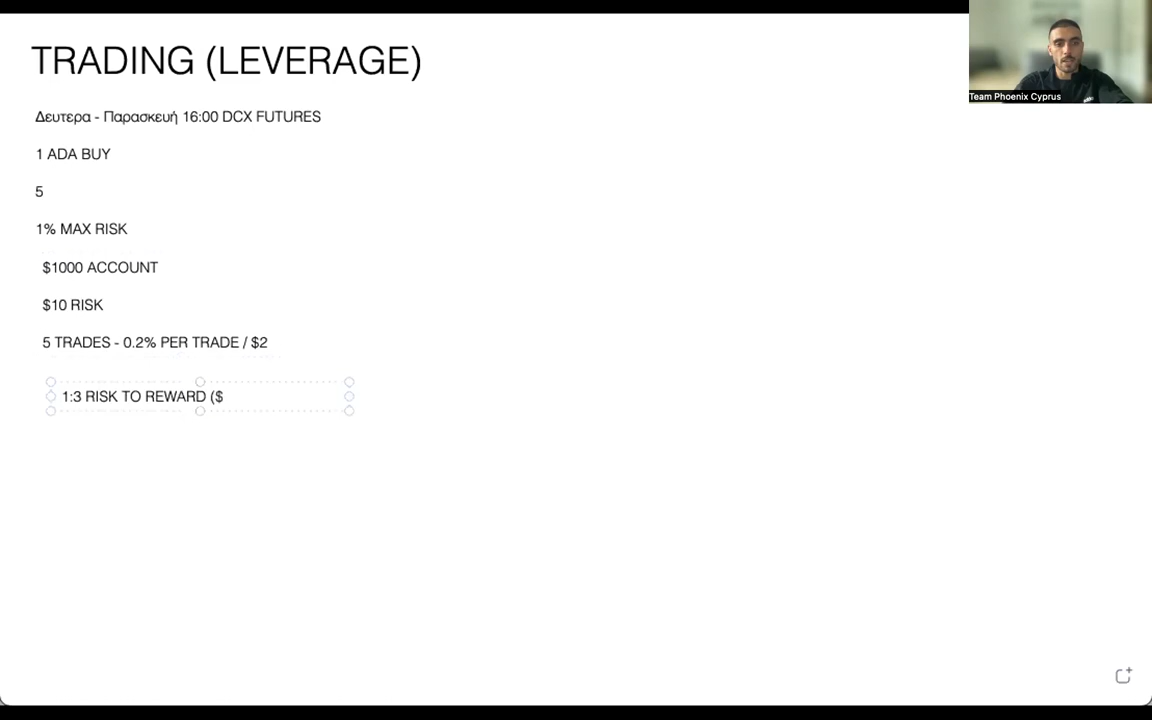 TRADING (LEVERAGE)
Δευτερα - Παρασκευή 16:00 DCX FUTURES
1 ADA BUY
5
1% MAX RISK
$1000 ACCOUNT
$10 RISK
5 TRADES - 0.2% PER TRADE / $2
1:3 RISK TO REWARD ($
Team Phoenix Cyprus